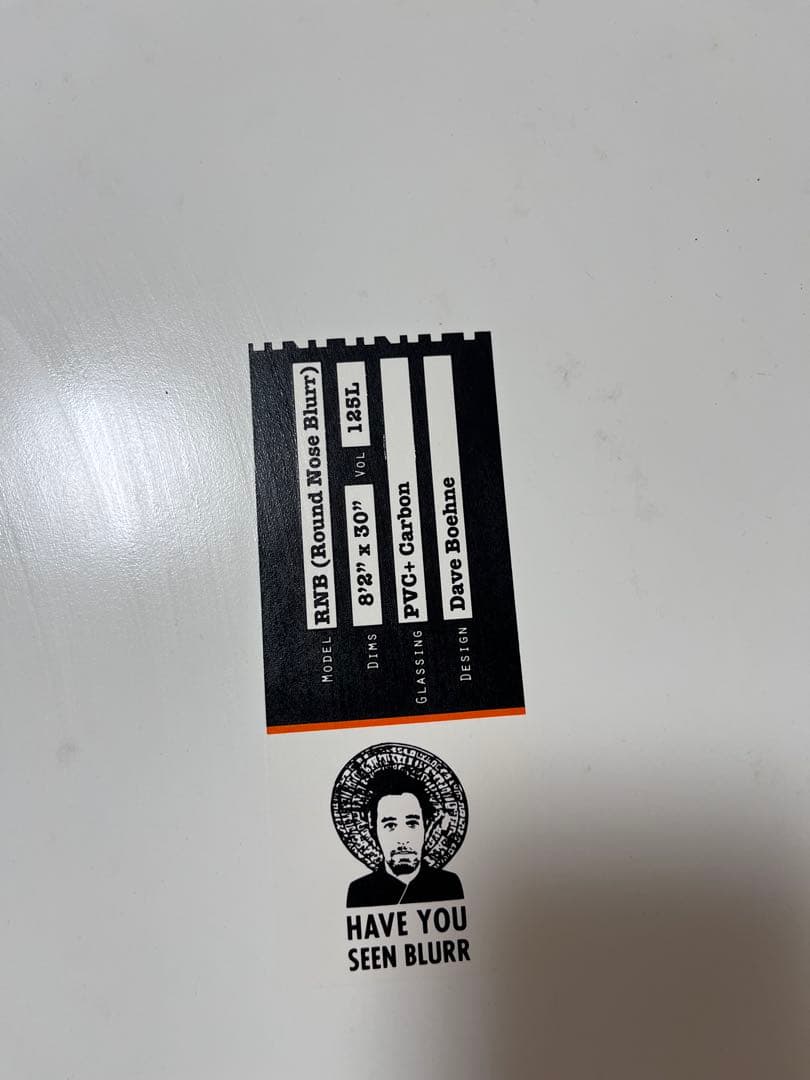 MODEL RNB (Round Nose Blurr)
DIMS 8’2” x 30” VOL 125L
GLASSING PVC+ Carbon
DESIGN Dave Boehne
HAVE YOU
SEEN BLURR